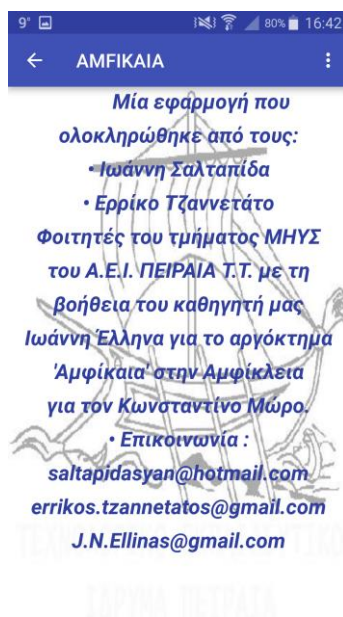 9° 80% 16:42
AMFIKAIA
Μία εφαρμογή που
ολοκληρώθηκε από τους:
• Ιωάννη Σαλταπίδα
• Ερρίκο Τζαννετάτο
Φοιτητές του τμήματος ΜΗΥΣ
του Α.Ε.Ι. ΠΕΙΡΑΙΑ Τ.Τ. με τη
βοήθεια του καθηγητή μας
Ιωάννη Έλληνα για το αργόκτημα
'Αμφίκαια' στην Αμφίκλεια
για τον Κωνσταντίνο Μώρο.
• Επικοινωνία :
saltapidasyan@hotmail.com
errikos.tzannetatos@gmail.com
J.N.Ellinas@gmail.com
ΙΔΡΥΜΑ ΠΕΙΡΑΙΑ